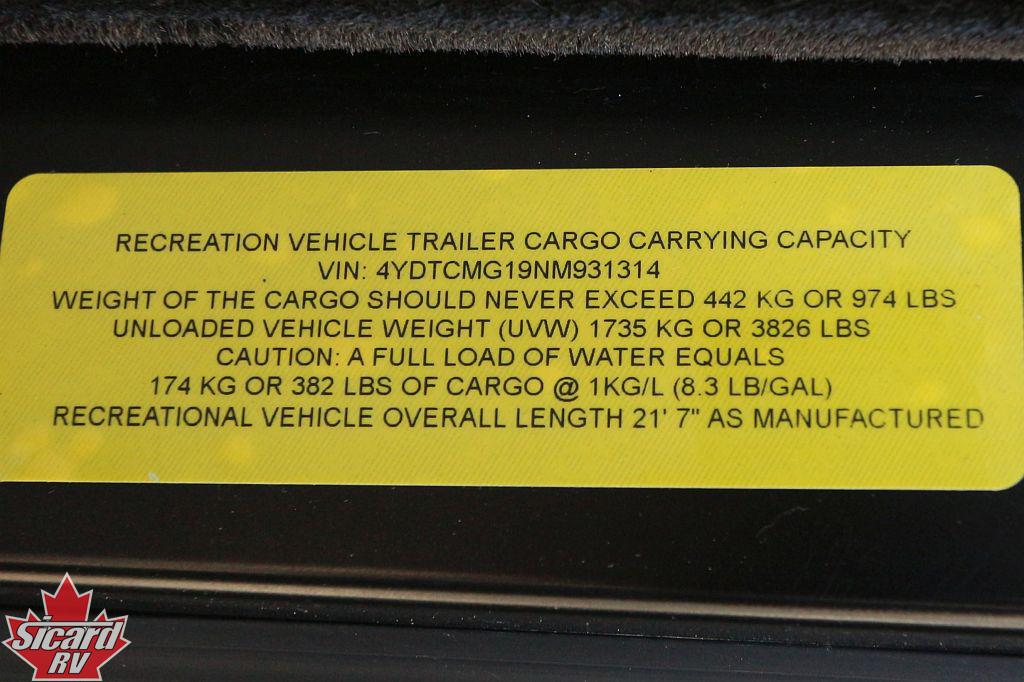 RECREATION VEHICLE TRAILER CARGO CARRYING CAPACITY
VIN: 4YDTCMG19NM931314
WEIGHT OF THE CARGO SHOULD NEVER EXCEED 442 KG OR 974 LBS
UNLOADED VEHICLE WEIGHT (UVW) 1735 KG OR 3826 LBS
CAUTION: A FULL LOAD OF WATER EQUALS
174 KG OR 382 LBS OF CARGO @ 1KG/L (8.3 LB/GAL)
RECREATIONAL VEHICLE OVERALL LENGTH 21' 7" AS MANUFACTURED
Sicard
RV